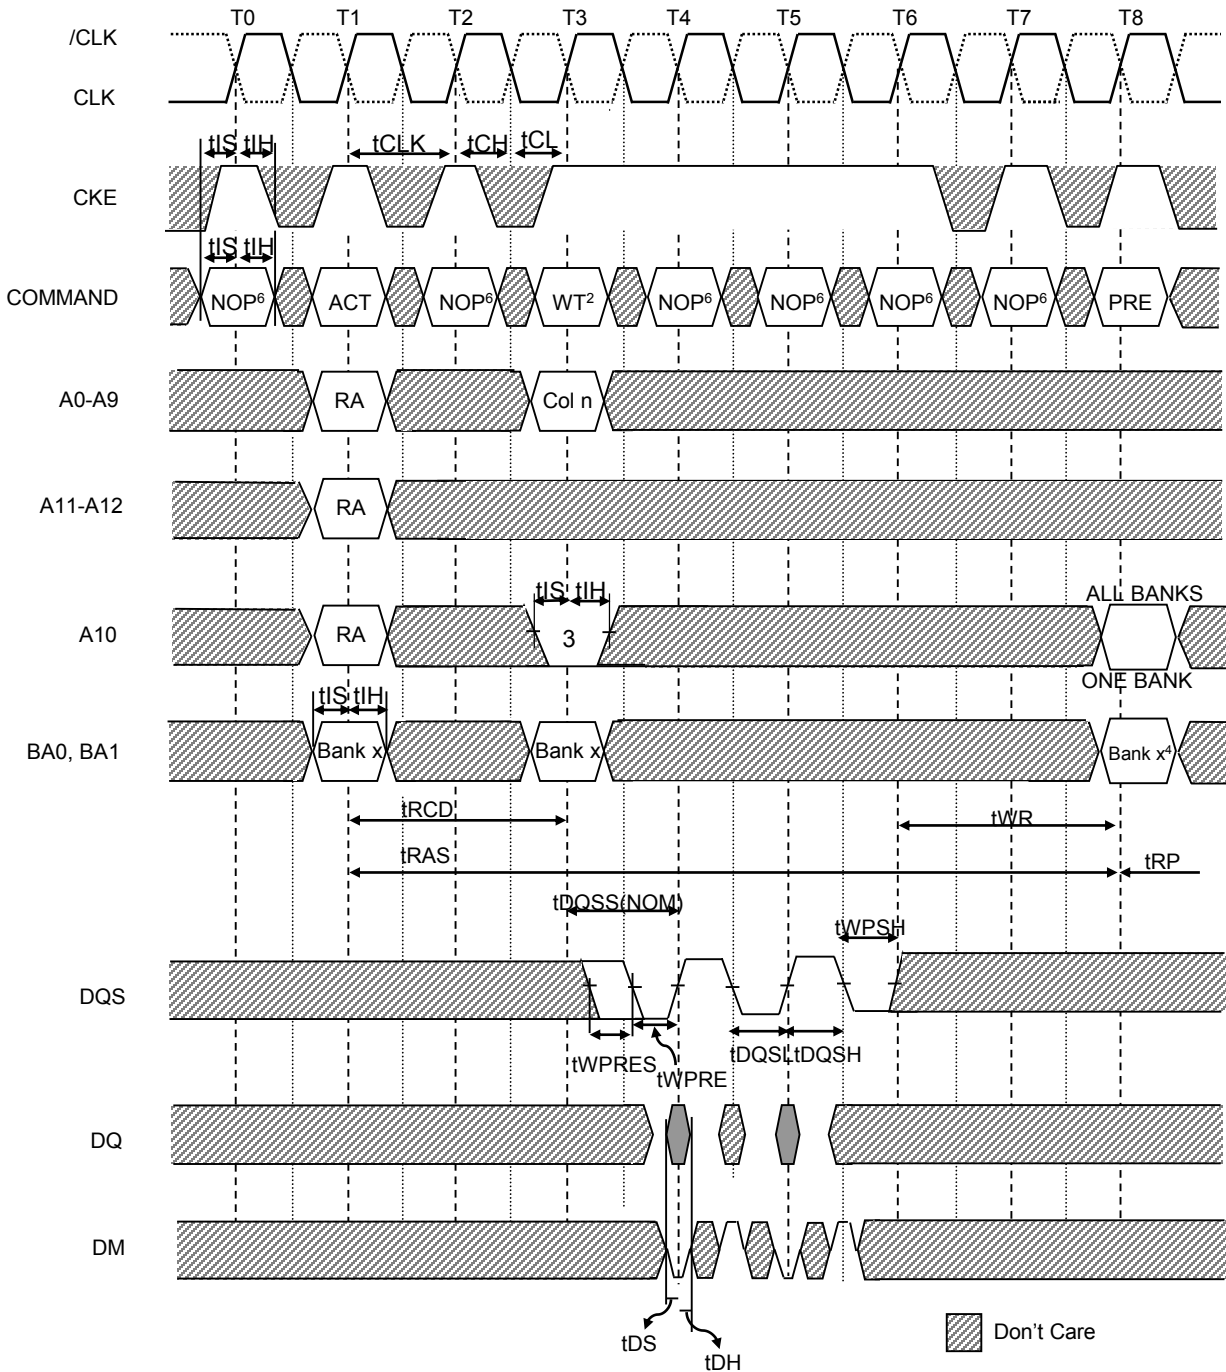 T0 T1 T2 T3 T4 T5 T6 T7 T8
/CLK
CLK
tIS tIH tCLK tCH tCL
CKE
tIS tIH
COMMAND NOP⁶ ACT NOP⁶ WT² NOP⁶ NOP⁶ NOP⁶ NOP⁶ PRE
A0-A9 RA Col n
A11-A12 RA
tIS tIH ALL BANKS
A10 RA 3
ONE BANK
tIS tIH
BA0, BA1 Bank x Bank x Bank x⁴
tRCD tWR
tRAS tRP
tDQSS(NOM)
tWPSH
DQS
tWPRES tWPRE tDQSL tDQSH
DQ
DM
tDS
tDH
Don't Care